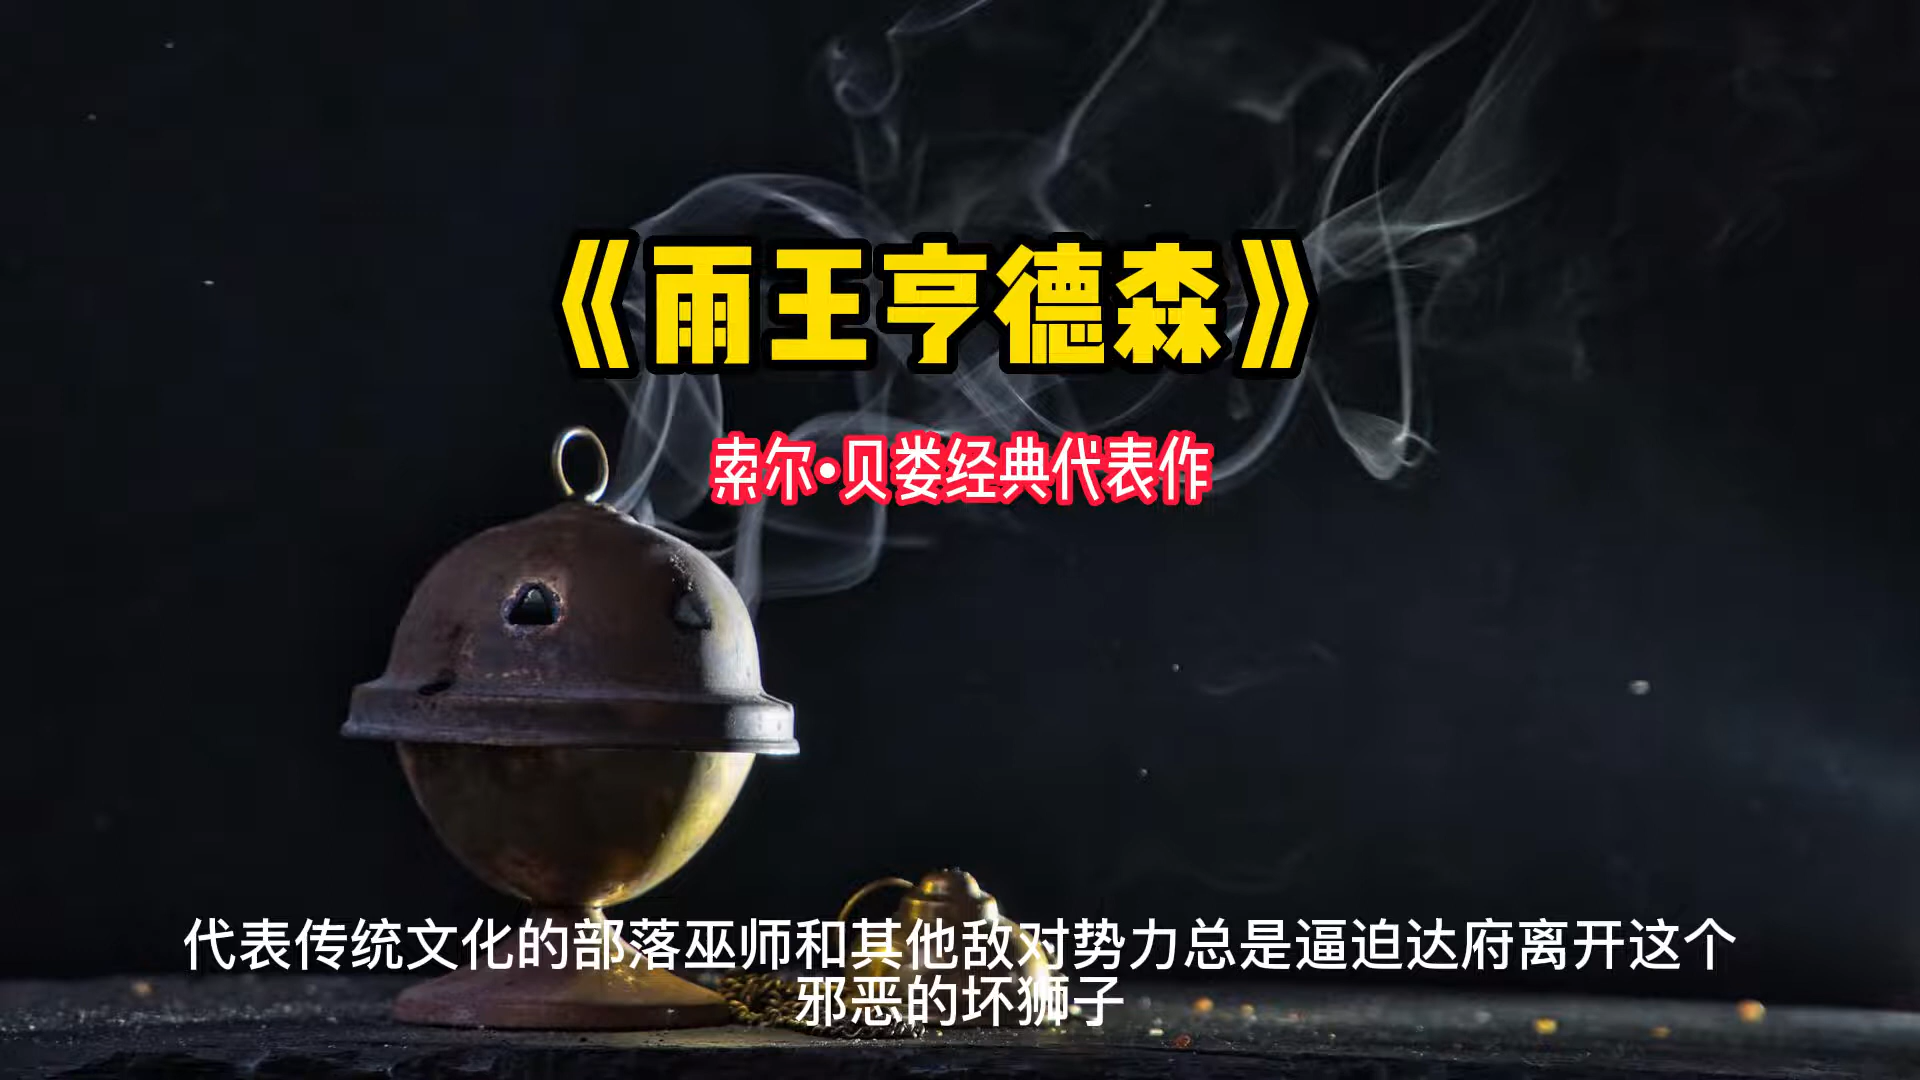 《雨王亨德森》
索尔·贝娄经典代表作
代表传统文化的部落巫师和其他敌对势力总是逼迫达府离开这个
邪恶的坏狮子